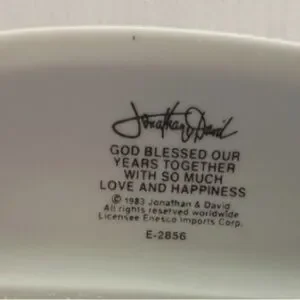 Jonathan & David
GOD BLESSED OUR
YEARS TOGETHER
WITH SO MUCH
LOVE AND HAPPINESS
© 1983 Jonathan & David
All rights reserved worldwide
Licensee Enesco Imports Corp.
E-2856